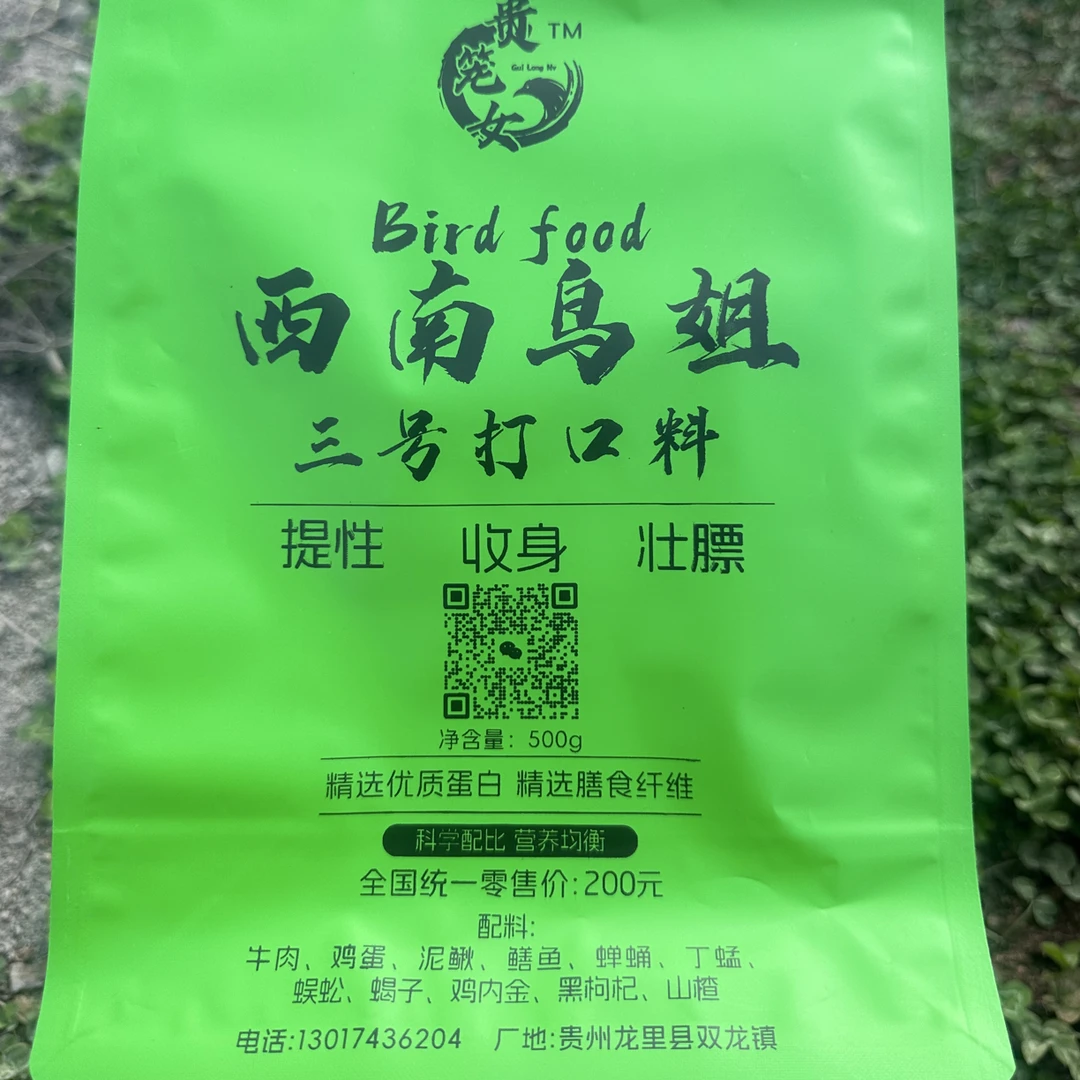 贵笼女 TM
Gui Long Nv
Bird food
西南鸟姐
三号打口料
提性 收身 壮膘
净含量：500g
精选优质蛋白 精选膳食纤维
科学配比 营养均衡
全国统一零售价:200元
配料:
牛肉、鸡蛋、泥鳅、鳝鱼、蝉蛹、丁蜢、
蜈蚣、蝎子、鸡内金、黑枸杞、山楂
电话:13017436204 厂地:贵州龙里县双龙镇